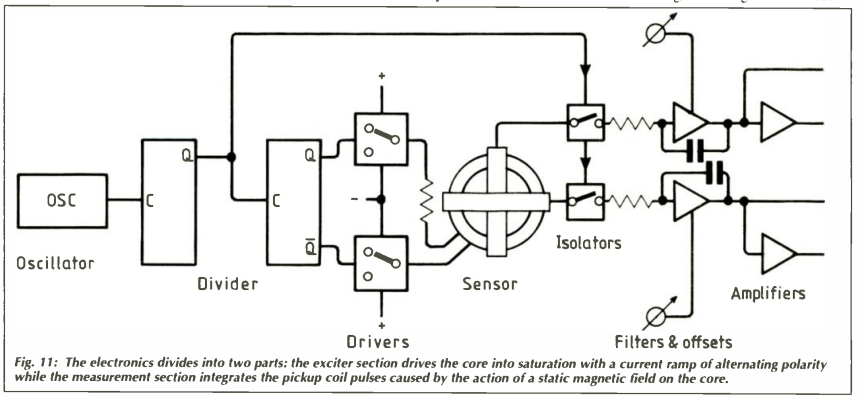 +
Q
Q
OSC
C
C
-
Q̄
Isolators
Oscillator
Divider
Sensor
Amplifiers
+
Drivers
Filters & offsets
Fig. 11: The electronics divides into two parts: the exciter section drives the core into saturation with a current ramp of alternating polarity
while the measurement section integrates the pickup coil pulses caused by the action of a static magnetic field on the core.